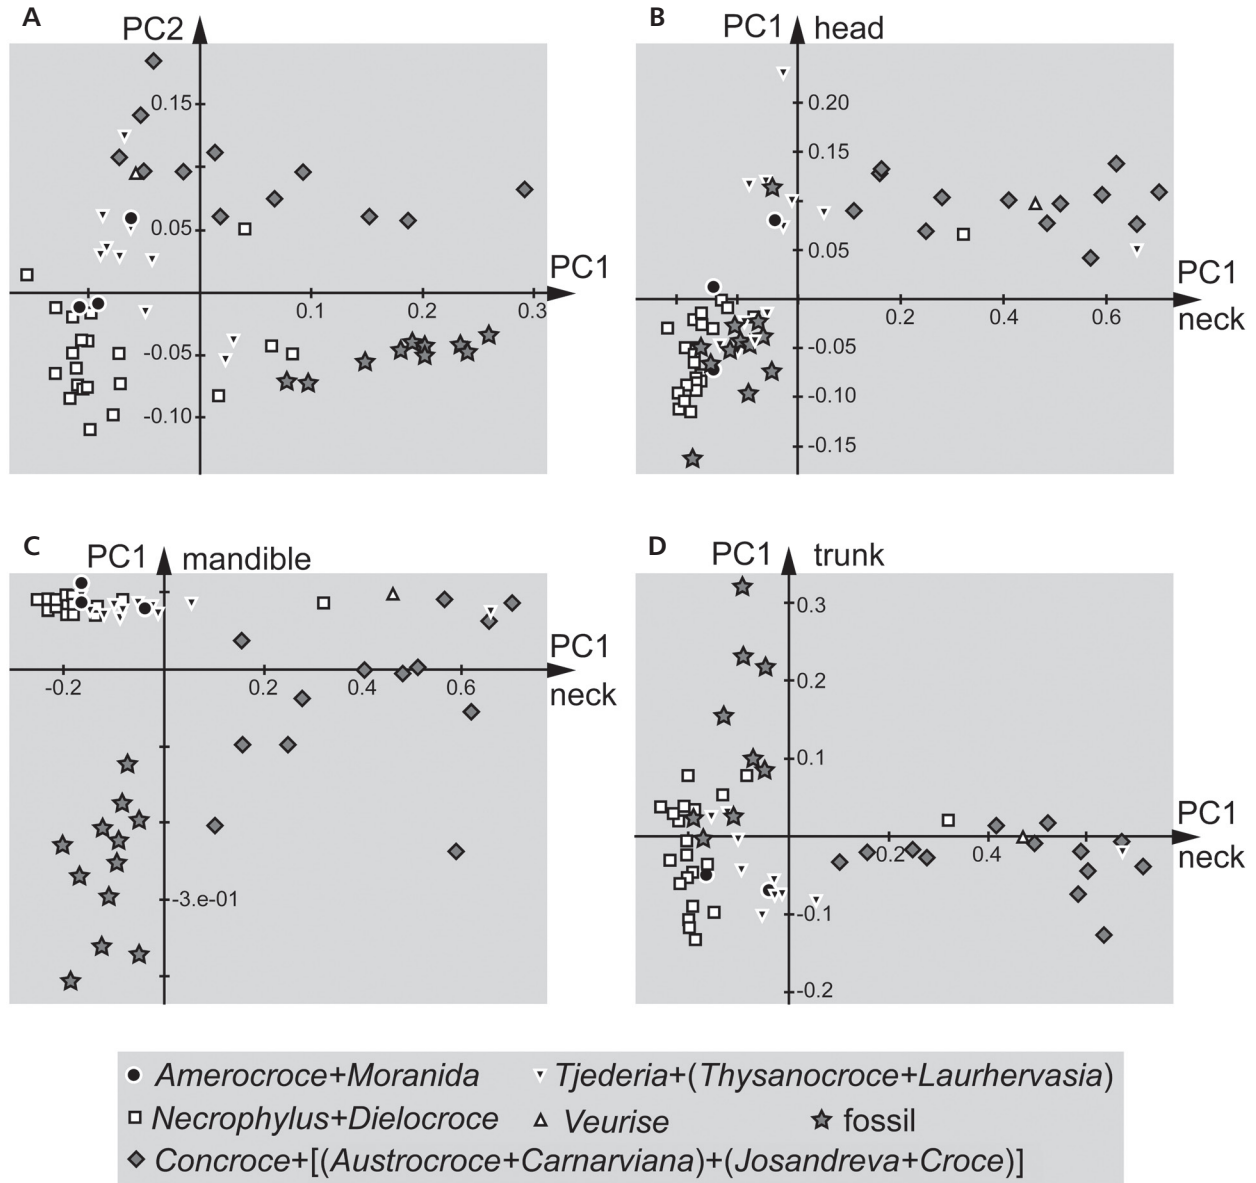 A
PC2
0.15
0.05
PC1
0.1 0.2 0.3
-0.05
-0.10
B
PC1 head
0.20
0.15
0.05
PC1
0.2 0.4 0.6
neck
-0.05
-0.10
-0.15
C
PC1 mandible
PC1
-0.2 0.2 0.4 0.6
neck
-3.e-01
D
PC1 trunk
0.3
0.2
0.1
PC1
0.2 0.4
neck
-0.1
-0.2
Amerocroce+Moranida Tjederia+(Thysanocroce+Laurhervasia)
Necrophylus+Dielocroce Veurise fossil
Concroce+[(Austrocroce+Carnarviana)+(Josandreva+Croce)]